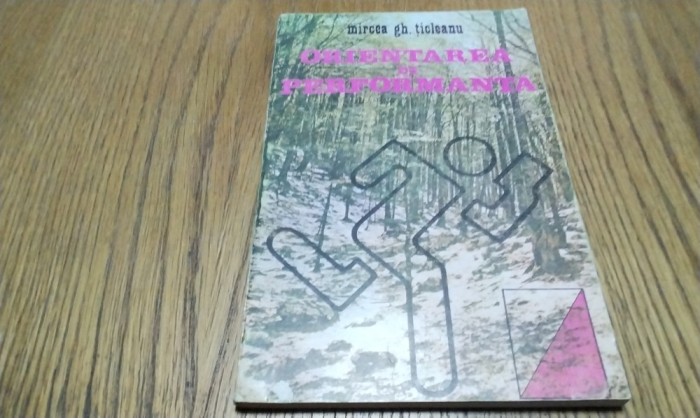 mircea gh. ticleanu
ORIENTAREA
DE
PERFORMANTA